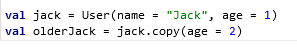 val jack = User(name = "Jack", age = 1)
val olderJack = jack.copy(age = 2)